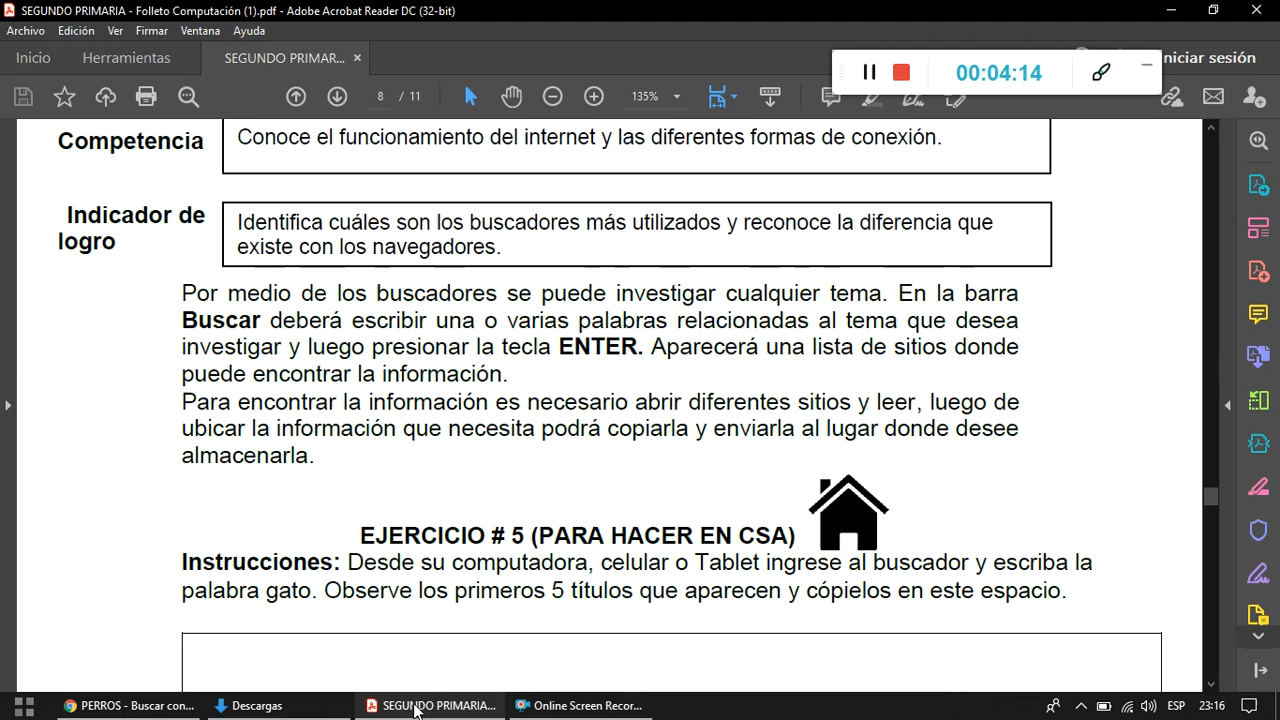 SEGUNDO PRIMARIA - Folleto Computación (1).pdf - Adobe Acrobat Reader DC (32-bit)
Archivo Edición Ver Firmar Ventana Ayuda
Inicio Herramientas SEGUNDO PRIMAR... × niciar sesión
00:04:14
8 / 11 135%
Competencia
Conoce el funcionamiento del internet y las diferentes formas de conexión.
Indicador de
logro
Identifica cuáles son los buscadores más utilizados y reconoce la diferencia que
existe con los navegadores.
Por medio de los buscadores se puede investigar cualquier tema. En la barra
Buscar deberá escribir una o varias palabras relacionadas al tema que desea
investigar y luego presionar la tecla ENTER. Aparecerá una lista de sitios donde
puede encontrar la información.
Para encontrar la información es necesario abrir diferentes sitios y leer, luego de
ubicar la información que necesita podrá copiarla y enviarla al lugar donde desee
almacenarla.
EJERCICIO # 5 (PARA HACER EN CSA)
Instrucciones: Desde su computadora, celular o Tablet ingrese al buscador y escriba la
palabra gato. Observe los primeros 5 títulos que aparecen y cópielos en este espacio.
PERROS - Buscar con... Descargas SEGUNDO PRIMARIA... Online Screen Recor... ESP 23:16